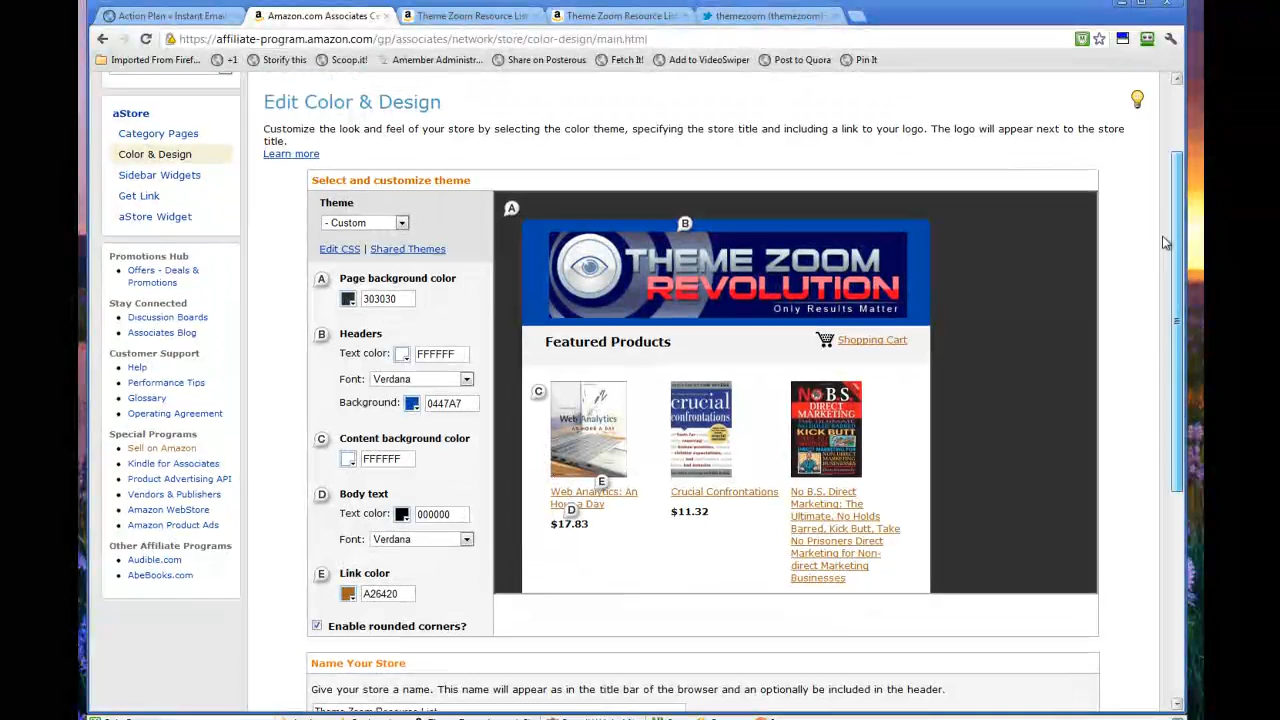 Action Plan « Instant Email
Amazon.com Associates Ce
Theme Zoom Resource List
Theme Zoom Resource List
themezoom (themezoom)
https://affiliate-program.amazon.com/gp/associates/network/store/color-design/main.html
Imported From Firef...
+1
Storify this
Scoop.it!
Amember Administratr...
Share on Posterous
Fetch It!
Add to VideoSwiper
Post to Quora
Pin It
aStore
Category Pages
Color & Design
Sidebar Widgets
Get Link
aStore Widget
Promotions Hub
Offers - Deals &
Promotions
Stay Connected
Discussion Boards
Associates Blog
Customer Support
Help
Performance Tips
Glossary
Operating Agreement
Special Programs
Sell on Amazon
Kindle for Associates
Product Advertising API
Vendors & Publishers
Amazon WebStore
Amazon Product Ads
Other Affiliate Programs
Audible.com
AbeBooks.com
Edit Color & Design
Customize the look and feel of your store by selecting the color theme, specifying the store title and including a link to your logo. The logo will appear next to the store
title.
Learn more
Select and customize theme
Theme
- Custom
Edit CSS | Shared Themes
A Page background color
303030
B Headers
Text color: FFFFFF
Font: Verdana
Background: 0447A7
C Content background color
FFFFFF
D Body text
Text color: 000000
Font: Verdana
E Link color
A26420
Enable rounded corners?
A
B
THEME ZOOM
REVOLUTION
Only Results Matter
Featured Products
Shopping Cart
C
Web Analytics
crucial
confrontations
NO B.S.
DIRECT
MARKETING
KICK BUTT
E
Web Analytics: An
Hour a Day
D
$17.83
Crucial Confrontations
$11.32
No B.S. Direct
Marketing: The
Ultimate, No Holds
Barred, Kick Butt, Take
No Prisoners Direct
Marketing for Non-
direct Marketing
Businesses
Name Your Store
Give your store a name. This name will appear as in the title bar of the browser and an optionally be included in the header.
Theme Zoom Resource List